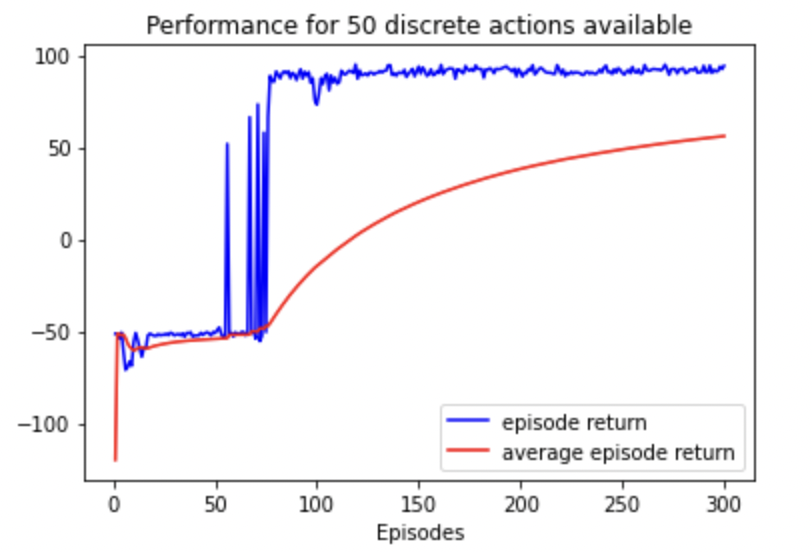 Performance for 50 discrete actions available
100
50
0
−50
−100
episode return
average episode return
0 50 100 150 200 250 300
Episodes